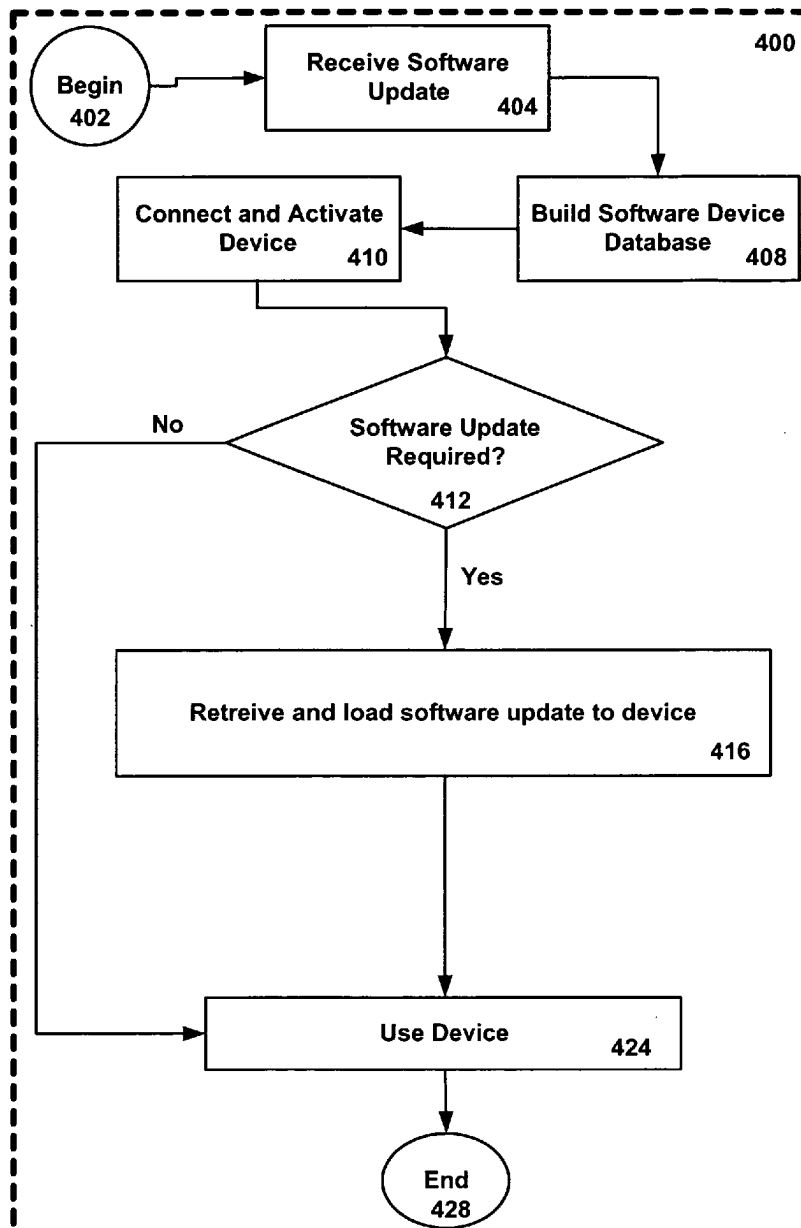 400
Begin
402
Receive Software
Update
404
Connect and Activate
Device
410
Build Software Device
Database
408
No
Software Update
Required?
412
Yes
Retreive and load software update to device
416
Use Device
424
End
428